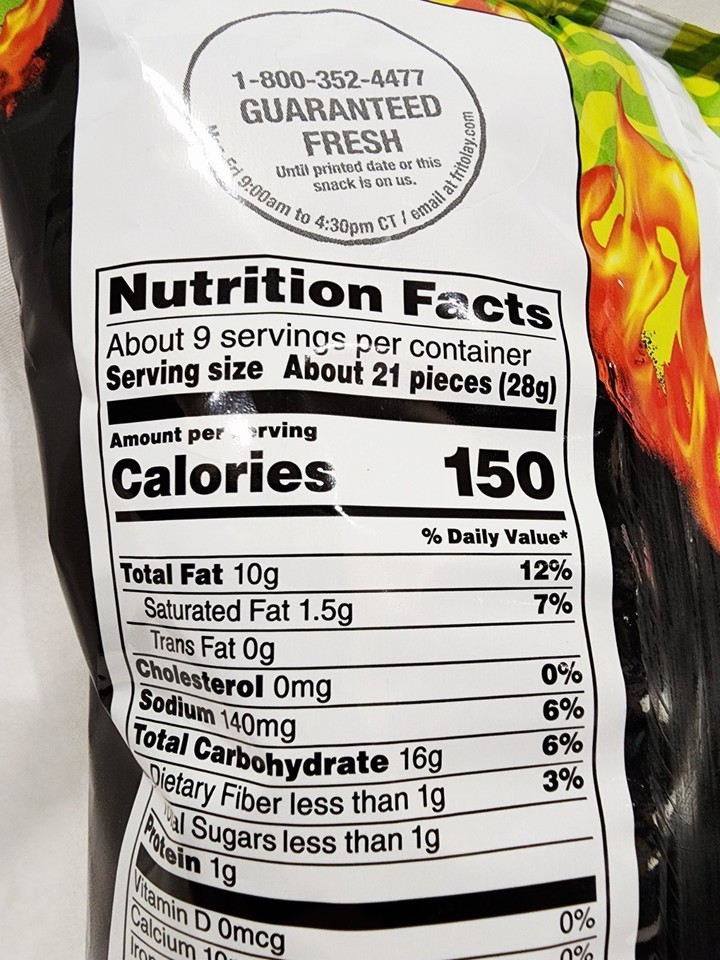 1-800-352-4477
GUARANTEED
FRESH
Until printed date or this
snack is on us.
Fri 9:00am to 4:30pm CT / email at fritolay.com
Nutrition Facts
About 9 servings per container
Serving size About 21 pieces (28g)
Amount per
Calories 150
% Daily Value*
Total Fat 10g 12%
Saturated Fat 1.5g 7%
Trans Fat 0g
Cholesterol 0mg 0%
Sodium 140mg 6%
Total Carbohydrate 16g 6%
Dietary Fiber less than 1g 3%
Sugars less than 1g
Protein 1g
Vitamin D 0mcg 0%
Calcium 0%
Iron